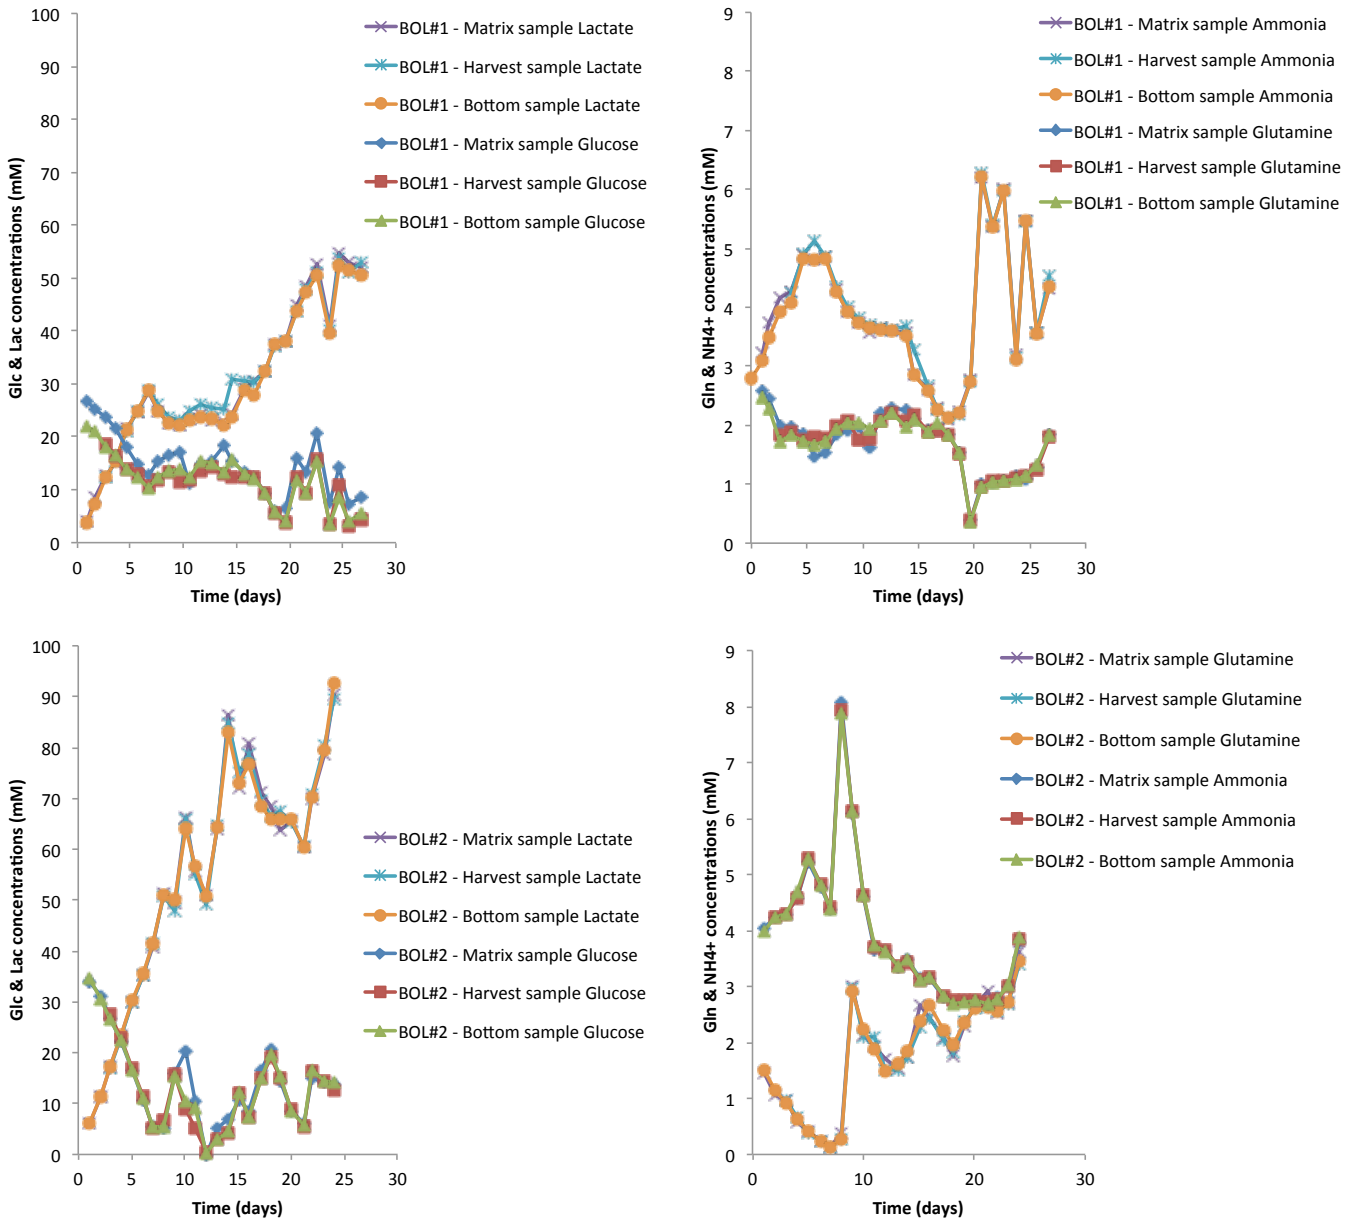 100
90
80
70
60
50
40
30
20
10
0
Glc & Lac concentrations (mM)
0 5 10 15 20 25 30
Time (days)
BOL#1 - Matrix sample Lactate
BOL#1 - Harvest sample Lactate
BOL#1 - Bottom sample Lactate
BOL#1 - Matrix sample Glucose
BOL#1 - Harvest sample Glucose
BOL#1 - Bottom sample Glucose
9
8
7
6
5
4
3
2
1
0
Gln & NH4+ concentrations (mM)
0 5 10 15 20 25 30
Time (days)
BOL#1 - Matrix sample Ammonia
BOL#1 - Harvest sample Ammonia
BOL#1 - Bottom sample Ammonia
BOL#1 - Matrix sample Glutamine
BOL#1 - Harvest sample Glutamine
BOL#1 - Bottom sample Glutamine
100
90
80
70
60
50
40
30
20
10
0
Glc & Lac concentrations (mM)
0 5 10 15 20 25 30
Time (days)
BOL#2 - Matrix sample Lactate
BOL#2 - Harvest sample Lactate
BOL#2 - Bottom sample Lactate
BOL#2 - Matrix sample Glucose
BOL#2 - Harvest sample Glucose
BOL#2 - Bottom sample Glucose
9
8
7
6
5
4
3
2
1
0
Gln & NH4+ concentrations (mM)
0 10 20 30
Time (days)
BOL#2 - Matrix sample Glutamine
BOL#2 - Harvest sample Glutamine
BOL#2 - Bottom sample Glutamine
BOL#2 - Matrix sample Ammonia
BOL#2 - Harvest sample Ammonia
BOL#2 - Bottom sample Ammonia